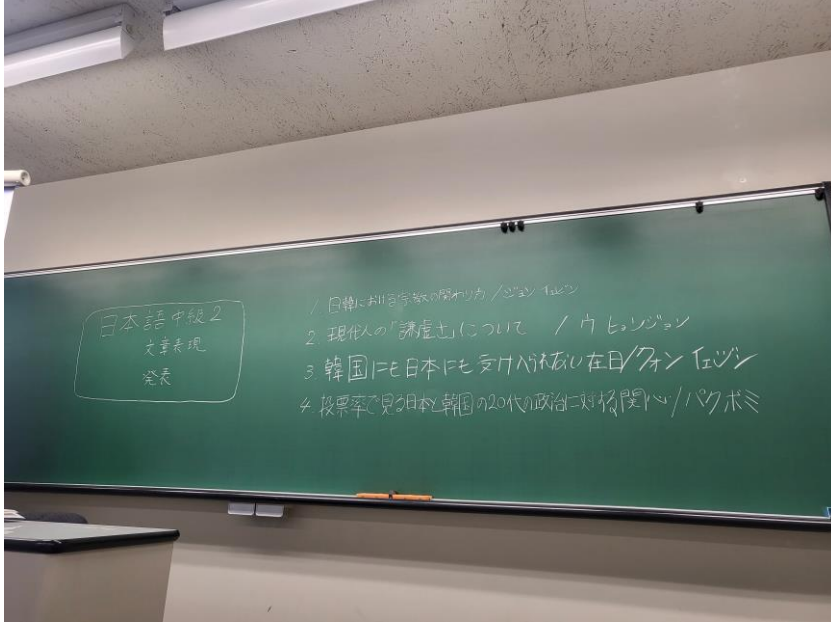 日本語中級2
文章表現
発表
1. 日韓における宗教の関わり方 / ジョン イェジン
2. 現代人の「謙虚さ」について / ウ ヒョンジョン
3. 韓国にも日本にも受けべられない在日/クォン イェジン
4. 投票率で見る日本と韓国の20代の政治に対する関心/パクボミ